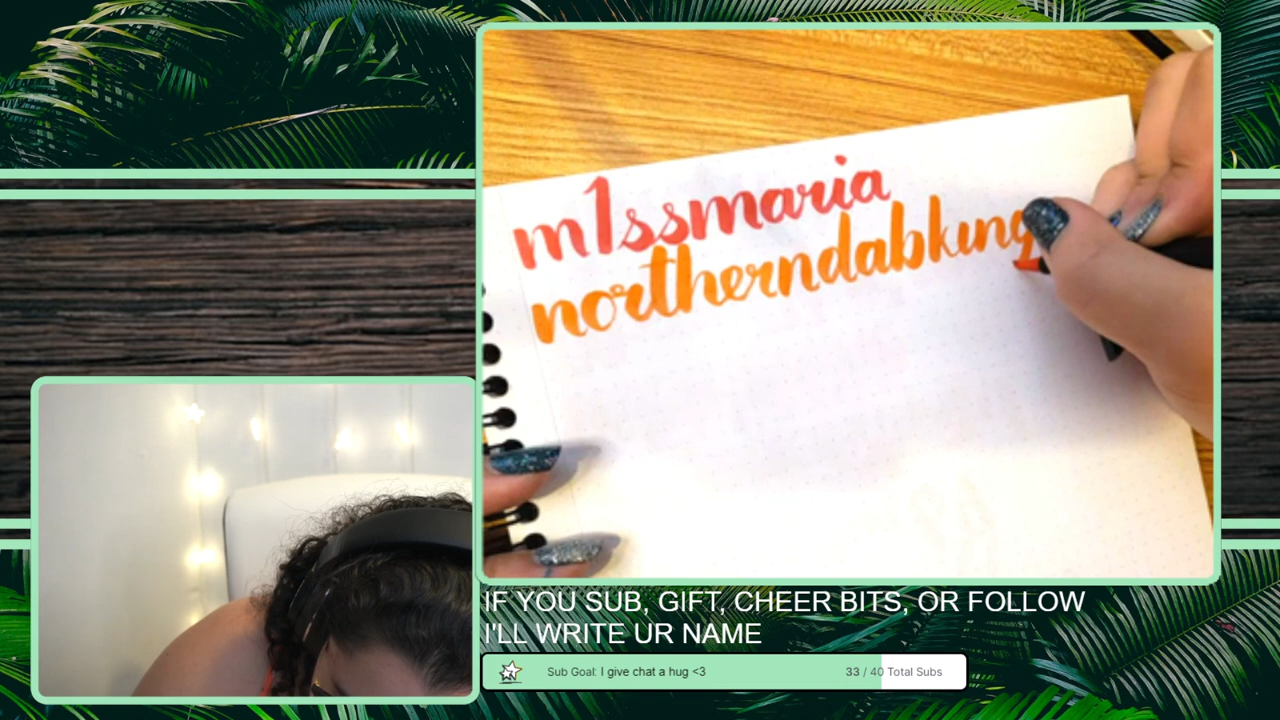 m1ssmaria
northerndabking
IF YOU SUB, GIFT, CHEER BITS, OR FOLLOW
I'LL WRITE UR NAME
Sub Goal: I give chat a hug <3 33 / 40 Total Subs